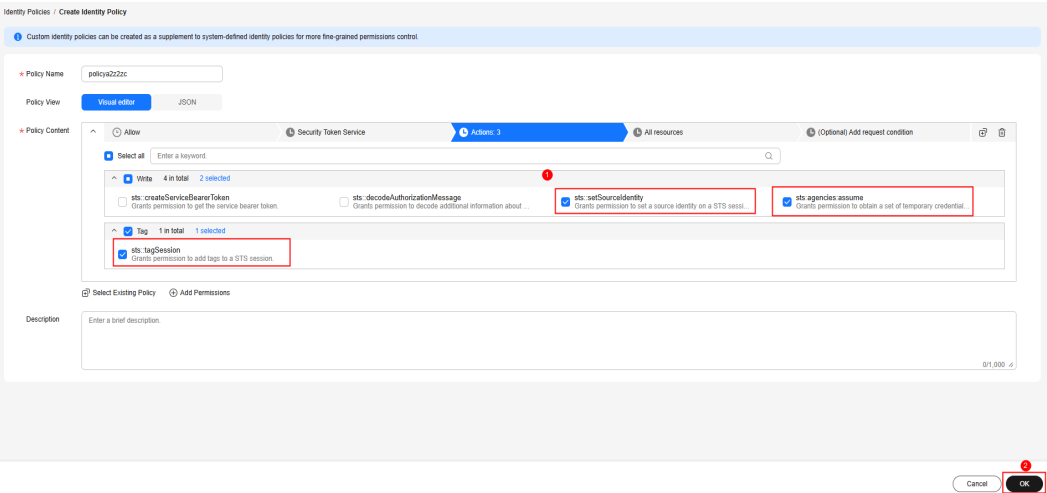 Identity Policies / Create Identity Policy
Custom identity policies can be created as a supplement to system-defined identity policies for more fine-grained permissions control.
* Policy Name policya2z2zc
Policy View Visual editor JSON
* Policy Content Allow Security Token Service Actions: 3 All resources (Optional) Add request condition
Select all Enter a keyword.
1
Write 4 in total 2 selected
sts::createServiceBearerToken sts::decodeAuthorizationMessage sts::setSourceIdentity sts:agencies:assume
Grants permission to get the service bearer token. Grants permission to decode additional information about ... Grants permission to set a source identity on a STS sessi... Grants permission to obtain a set of temporary credential...
Tag 1 in total 1 selected
sts::tagSession
Grants permission to add tags to a STS session.
Select Existing Policy Add Permissions
Description Enter a brief description.
0/1,000
2
Cancel OK